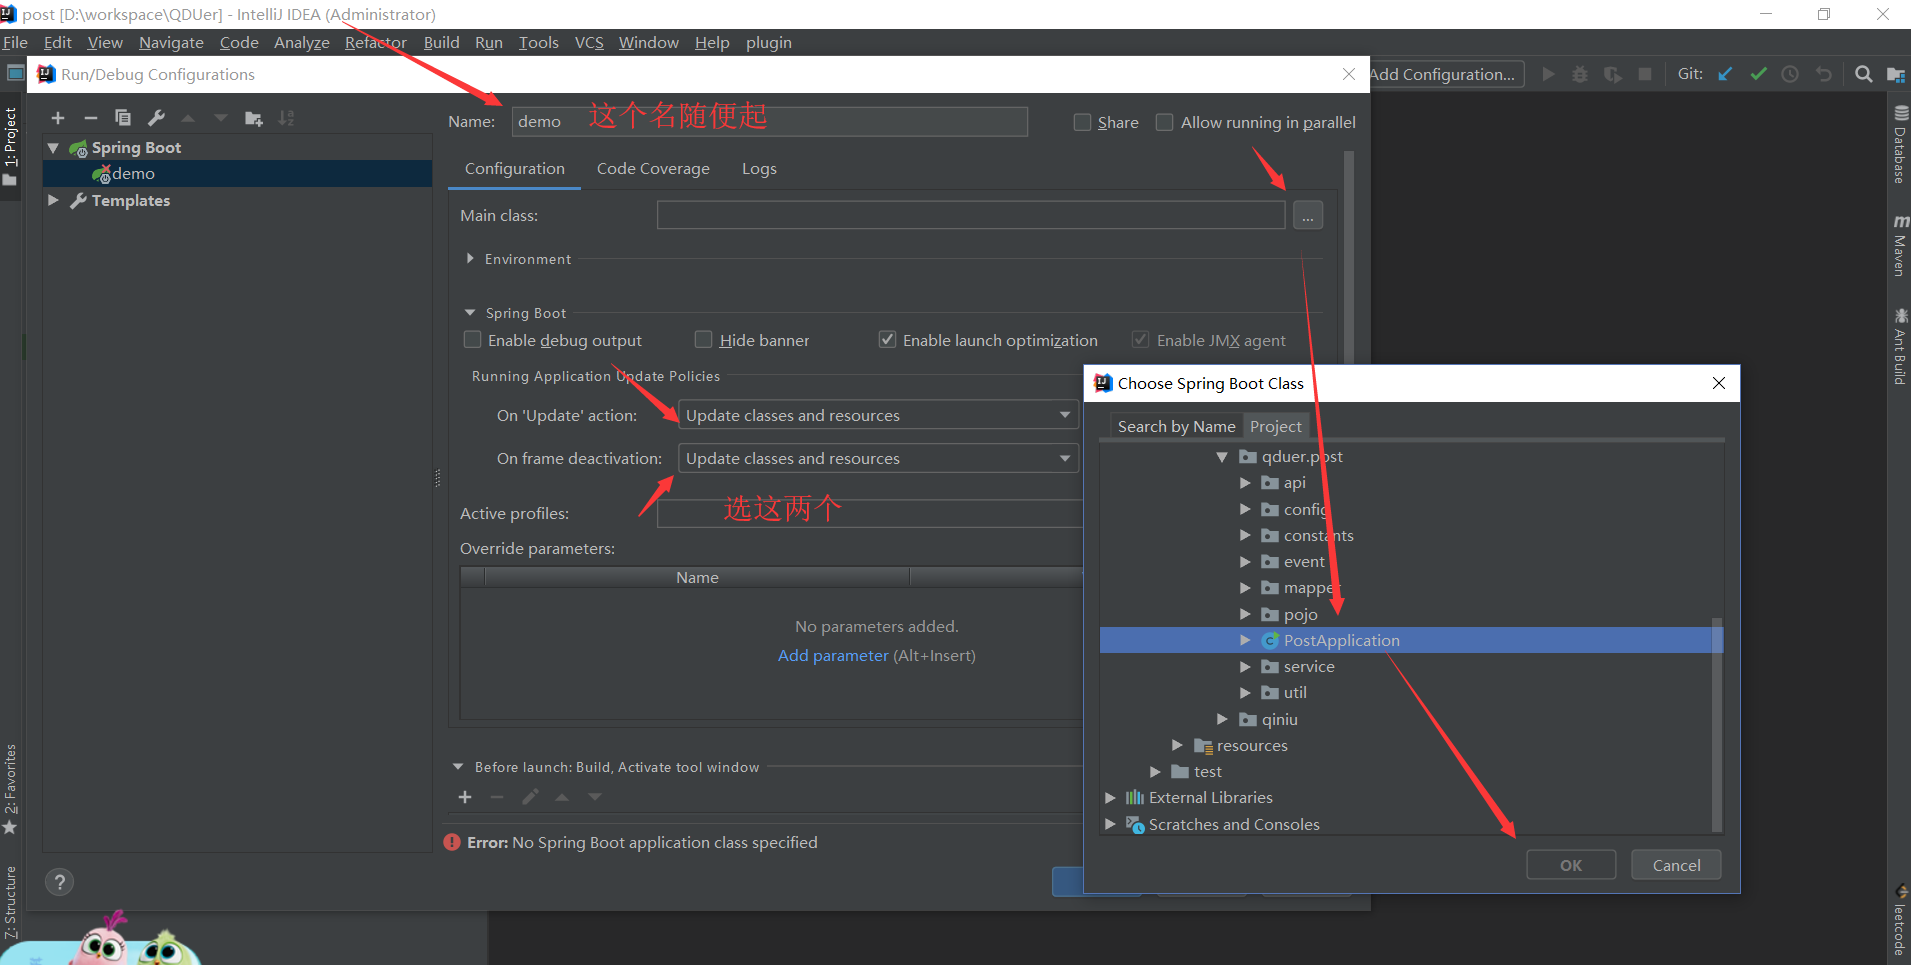 post [D:\workspace\QDUer] - IntelliJ IDEA (Administrator)
File Edit View Navigate Code Analyze Refactor Build Run Tools VCS Window Help plugin
Run/Debug Configurations
Add Configuration...
Git:
1: Project
2: Favorites
7: Structure
Spring Boot
demo
Templates
Name: demo 这个名随便起
Share
Allow running in parallel
Configuration Code Coverage Logs
Main class:
...
Environment
Spring Boot
Enable debug output
Hide banner
Enable launch optimization
Enable JMX agent
Running Application Update Policies
On 'Update' action: Update classes and resources
On frame deactivation: Update classes and resources
选这两个
Active profiles:
Override parameters:
Name
No parameters added.
Add parameter (Alt+Insert)
Before launch: Build, Activate tool window
Error: No Spring Boot application class specified
?
Choose Spring Boot Class
Search by Name Project
qduer.post
api
config
constants
event
mapper
pojo
PostApplication
service
util
qiniu
resources
test
External Libraries
Scratches and Consoles
OK Cancel
Database
m Maven
Ant Build
leetcode